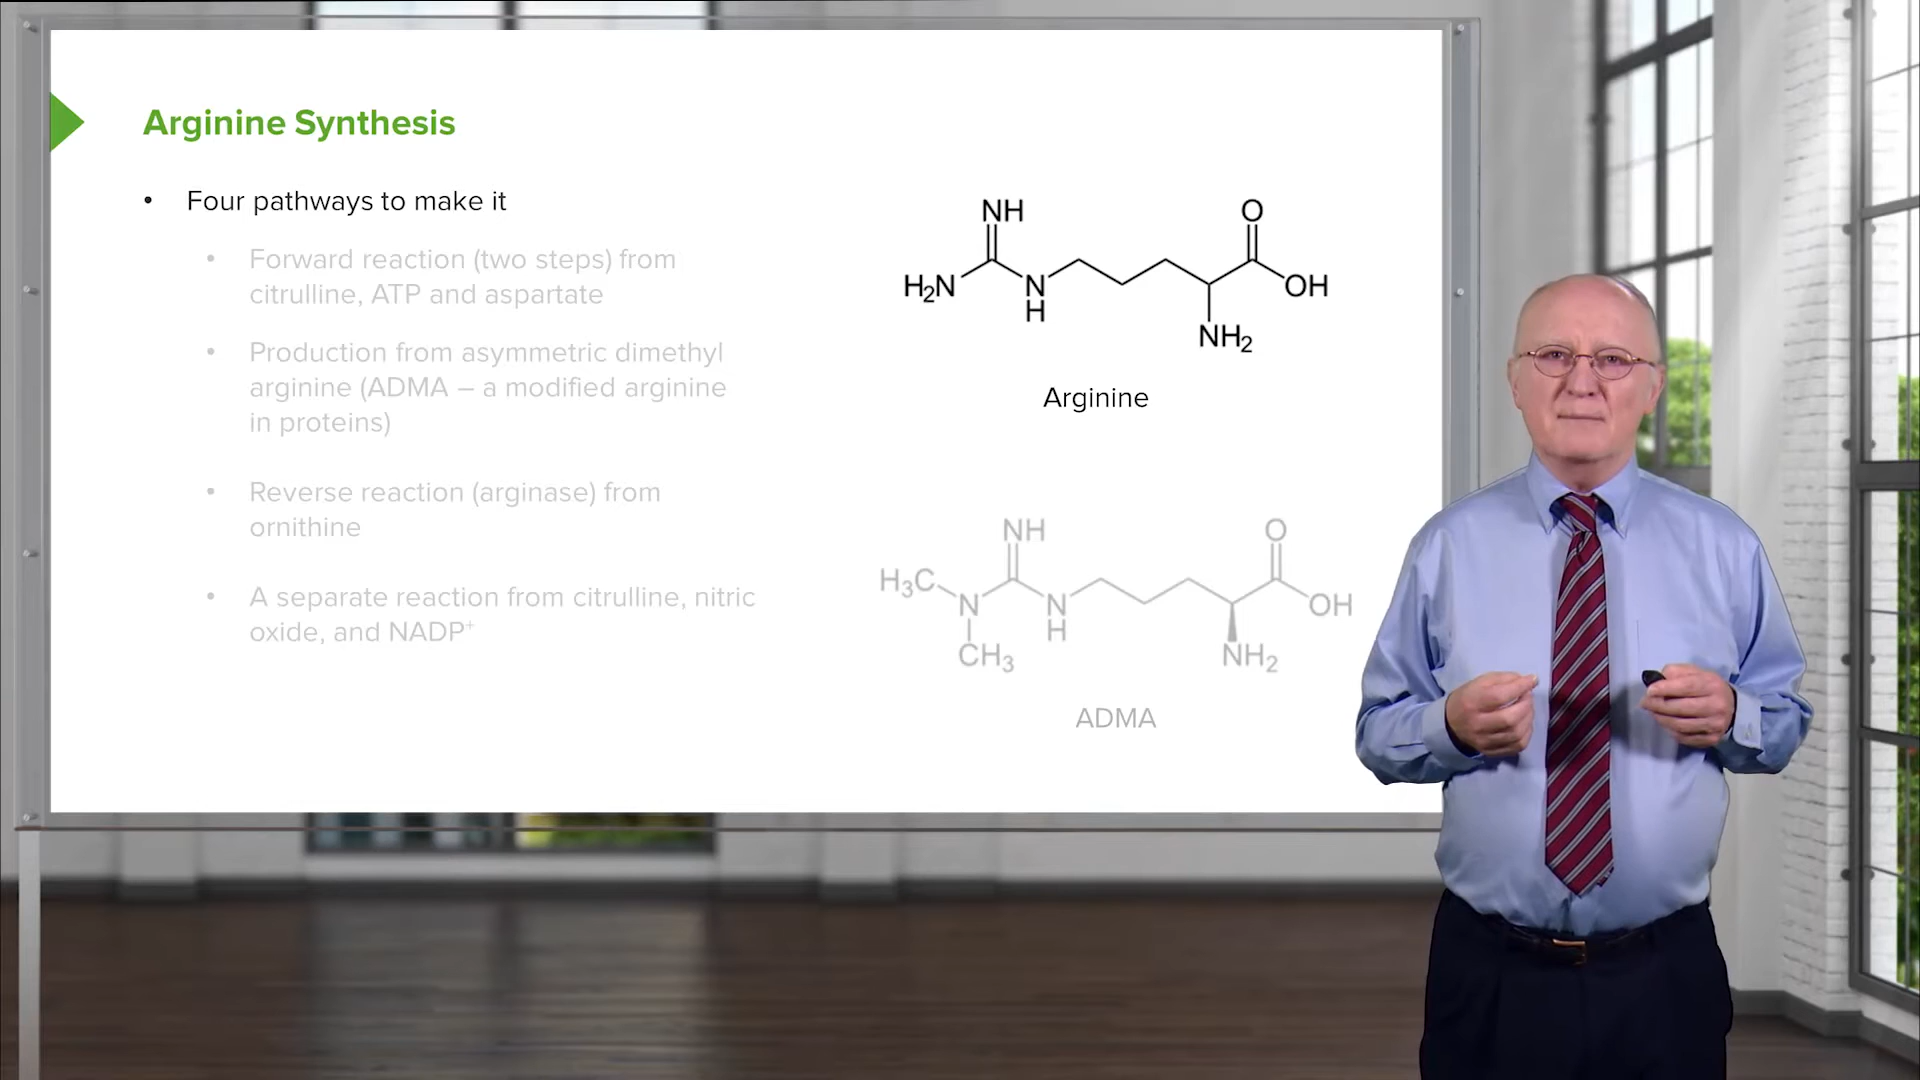 Arginine Synthesis
• Four pathways to make it
• Forward reaction (two steps) from
citrulline, ATP and aspartate
• Production from asymmetric dimethyl
arginine (ADMA – a modified arginine
in proteins)
• Reverse reaction (arginase) from
ornithine
• A separate reaction from citrulline, nitric
oxide, and NADP⁺
NH
O
H₂N
N
H
OH
NH₂
Arginine
NH
O
H₃C
N
N
H
OH
CH₃
NH₂
ADMA